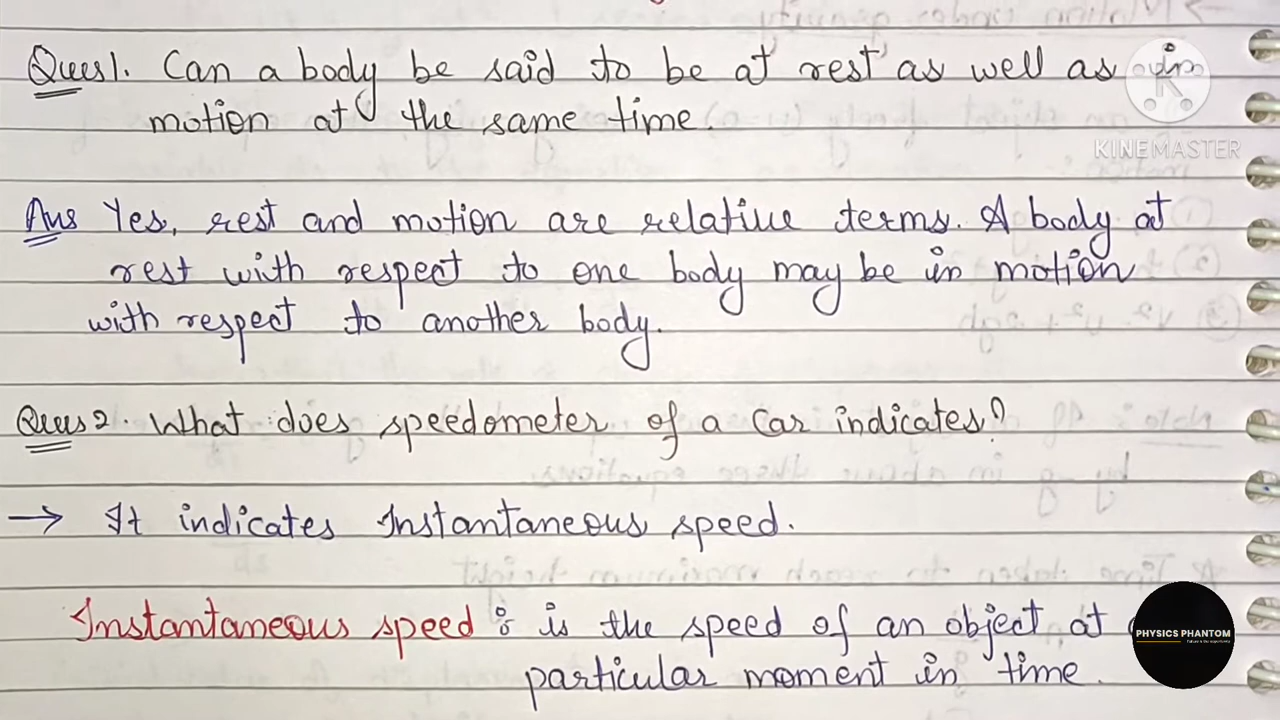 Ques1. Can a body be said to be at rest as well as
motion at the same time.
KINEMASTER
Ans Yes, rest and motion are relative terms. A body at
rest with respect to one body may be in motion
with respect to another body.
Ques 2. What does speedometer of a Car indicates?
→ It indicates Instantaneous speed.
Instantaneous speed : is the speed of an object at
particular moment in time.
PHYSICS PHANTOM